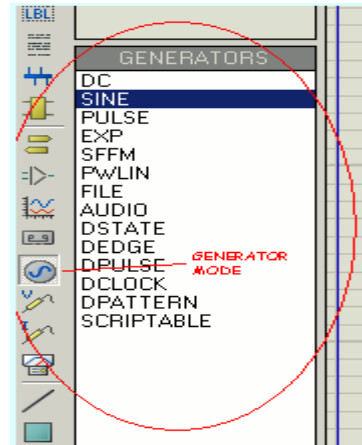 LBL
GENERATORS
DC
SINE
PULSE
EXP
SFFM
PWLIN
FILE
AUDIO
DSTATE
DEDGE
DPULSE
DCLOCK
DPATTERN
SCRIPTABLE
GENERATOR
MODE